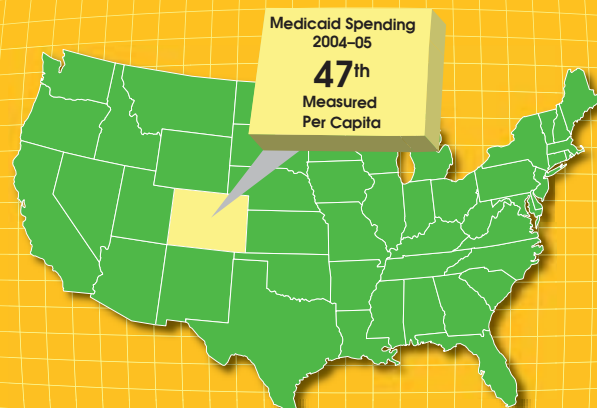 Medicaid Spending
2004–05
47th
Measured
Per Capita